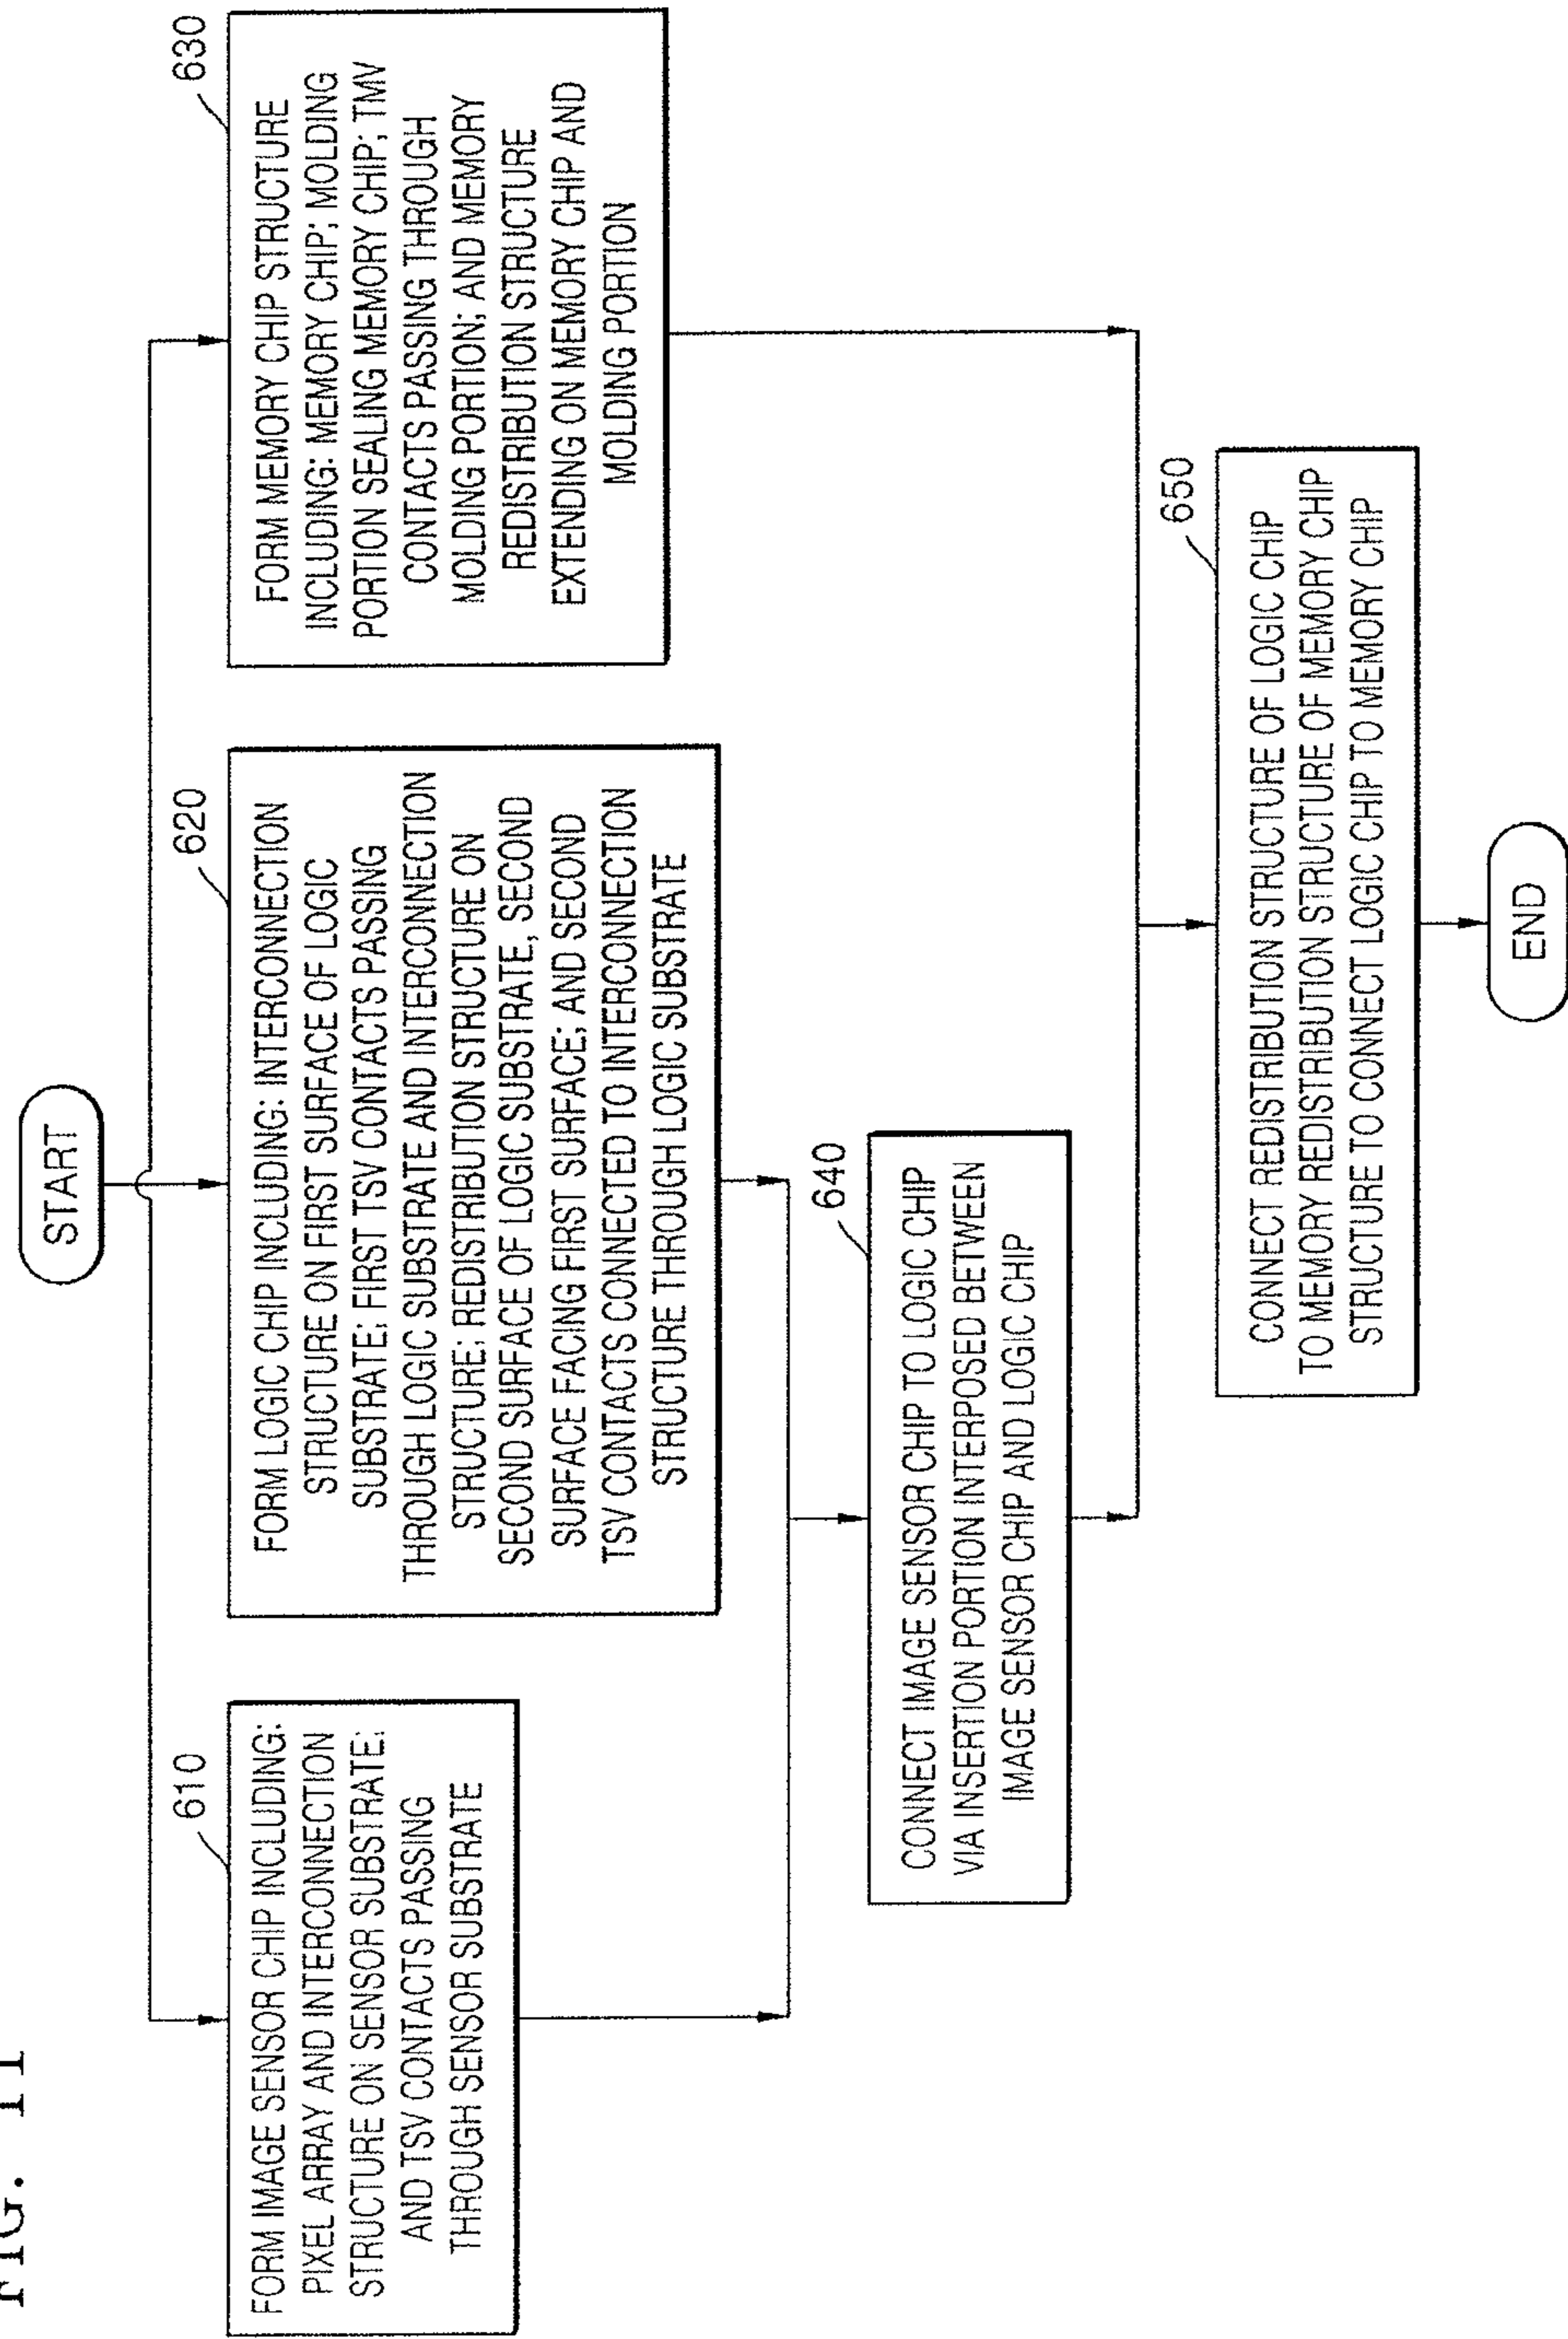 FIG. 11
START
610
FORM IMAGE SENSOR CHIP INCLUDING:
PIXEL ARRAY AND INTERCONNECTION
STRUCTURE ON SENSOR SUBSTRATE;
AND TSV CONTACTS PASSING
THROUGH SENSOR SUBSTRATE
620
FORM LOGIC CHIP INCLUDING: INTERCONNECTION
STRUCTURE ON FIRST SURFACE OF LOGIC
SUBSTRATE; FIRST TSV CONTACTS PASSING
THROUGH LOGIC SUBSTRATE AND INTERCONNECTION
STRUCTURE; REDISTRIBUTION STRUCTURE ON
SECOND SURFACE OF LOGIC SUBSTRATE, SECOND
SURFACE FACING FIRST SURFACE; AND SECOND
TSV CONTACTS CONNECTED TO INTERCONNECTION
STRUCTURE THROUGH LOGIC SUBSTRATE
630
FORM MEMORY CHIP STRUCTURE
INCLUDING: MEMORY CHIP; MOLDING
PORTION SEALING MEMORY CHIP; TMV
CONTACTS PASSING THROUGH
MOLDING PORTION; AND MEMORY
REDISTRIBUTION STRUCTURE
EXTENDING ON MEMORY CHIP AND
MOLDING PORTION
640
CONNECT IMAGE SENSOR CHIP TO LOGIC CHIP
VIA INSERTION PORTION INTERPOSED BETWEEN
IMAGE SENSOR CHIP AND LOGIC CHIP
650
CONNECT REDISTRIBUTION STRUCTURE OF LOGIC CHIP
TO MEMORY REDISTRIBUTION STRUCTURE OF MEMORY CHIP
STRUCTURE TO CONNECT LOGIC CHIP TO MEMORY CHIP
END